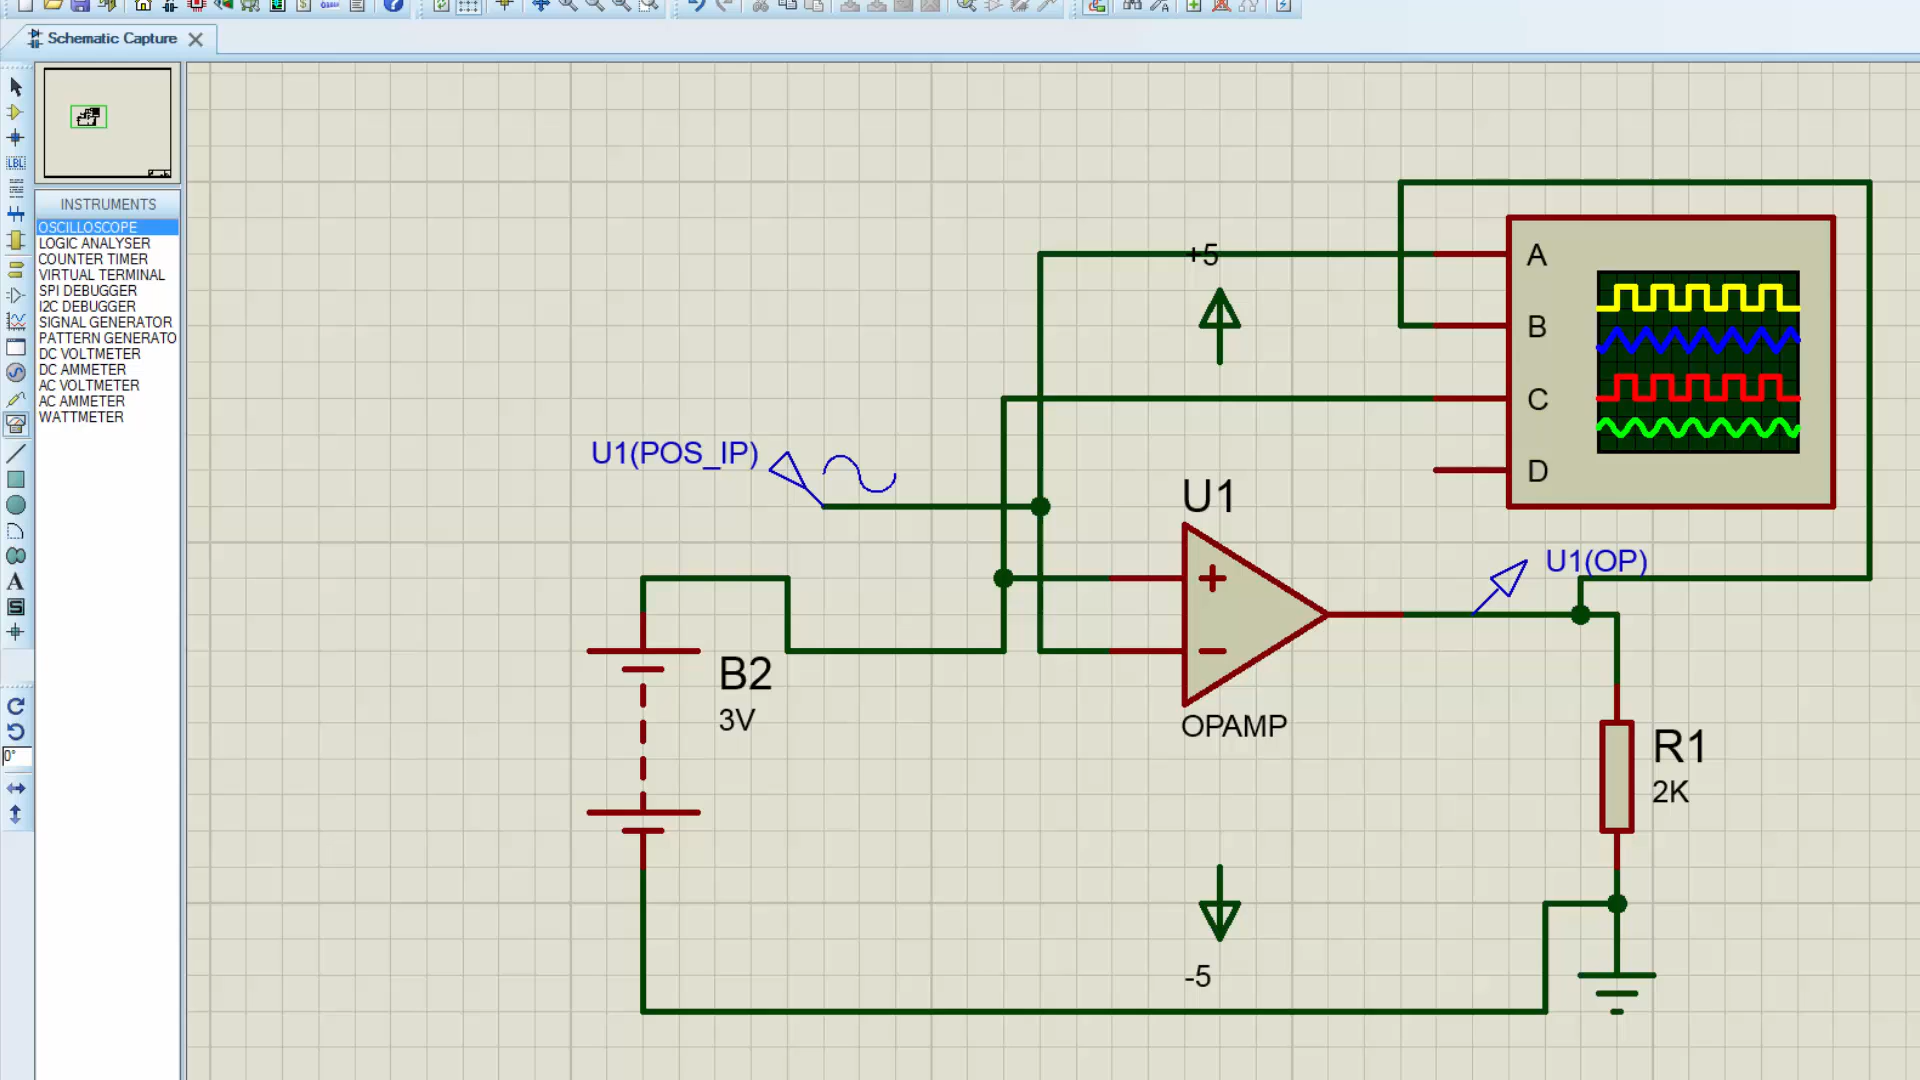 Schematic Capture
LBL
INSTRUMENTS
OSCILLOSCOPE
LOGIC ANALYSER
COUNTER TIMER
VIRTUAL TERMINAL
SPI DEBUGGER
I2C DEBUGGER
SIGNAL GENERATOR
PATTERN GENERATO
DC VOLTMETER
DC AMMETER
AC VOLTMETER
AC AMMETER
WATTMETER
A
S
0°
+5
A
B
C
D
U1(POS_IP)
U1
U1(OP)
B2
3V
OPAMP
R1
2K
-5